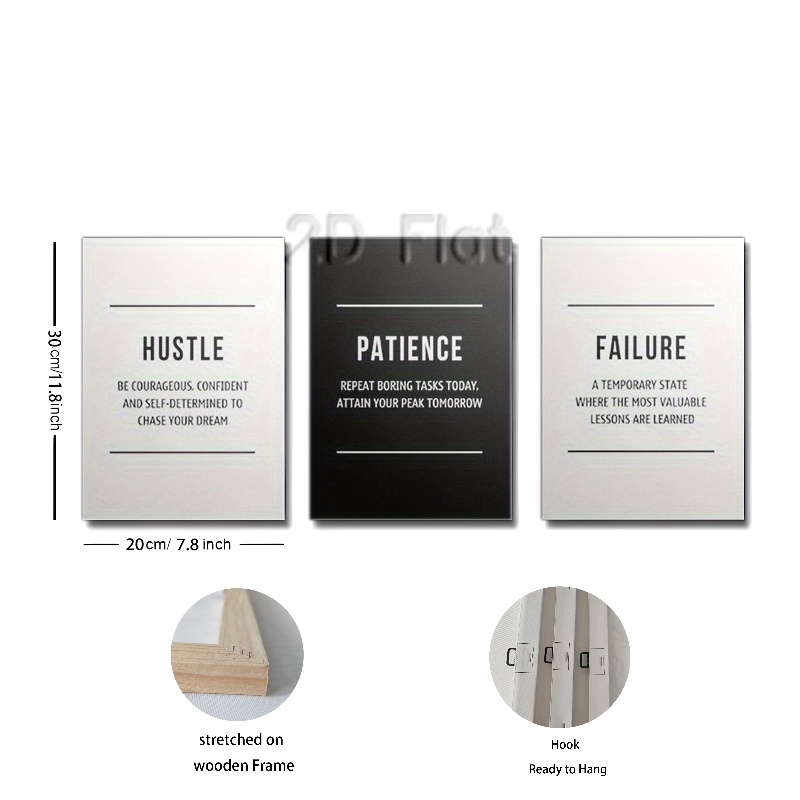 2D Flat
HUSTLE
BE COURAGEOUS, CONFIDENT
AND SELF-DETERMINED TO
CHASE YOUR DREAM
PATIENCE
REPEAT BORING TASKS TODAY,
ATTAIN YOUR PEAK TOMORROW
FAILURE
A TEMPORARY STATE
WHERE THE MOST VALUABLE
LESSONS ARE LEARNED
30cm/11.8inch
20cm/ 7.8 inch
stretched on
wooden Frame
Hook
Ready to Hang